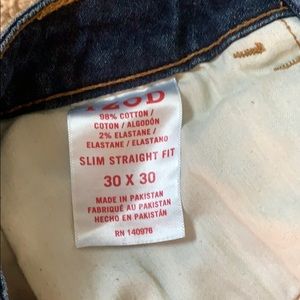 IZOD
98% COTTON /
COTON / ALGODÓN
2% ELASTANE /
ELASTANE / ELASTANO
SLIM STRAIGHT FIT
30 X 30
MADE IN PAKISTAN
FABRIQUÉ AU PAKISTAN
HECHO EN PAKISTÁN
RN 140976